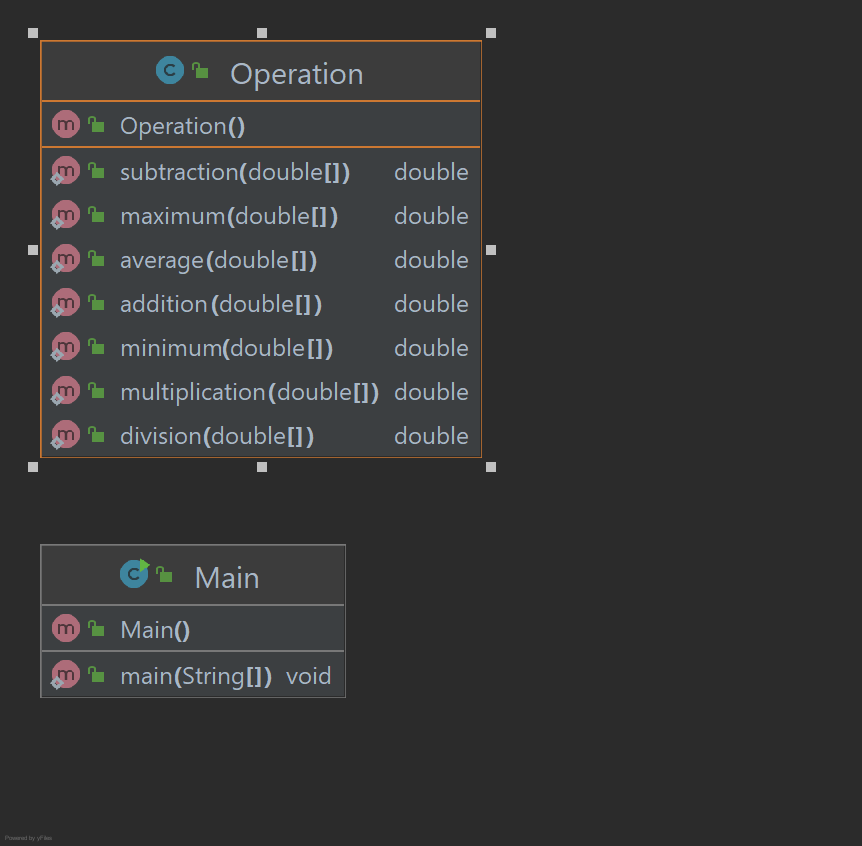 Operation
Operation()
subtraction(double[]) double
maximum(double[]) double
average(double[]) double
addition(double[]) double
minimum(double[]) double
multiplication(double[]) double
division(double[]) double
Main
Main()
main(String[]) void
Powered by yFiles